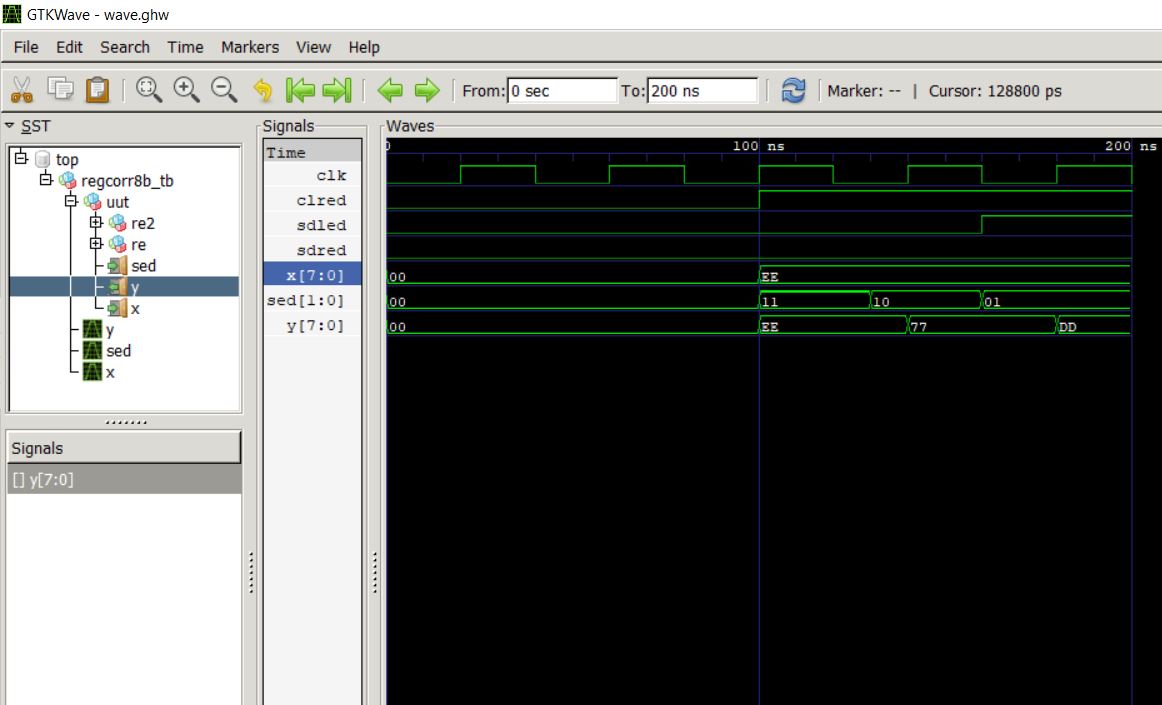 GTKWave - wave.ghw
File Edit Search Time Markers View Help
From: 0 sec To: 200 ns Marker: -- | Cursor: 128800 ps
SST
top
regcorr8b_tb
uut
re2
re
sed
y
x
y
sed
x
Signals
[] y[7:0]
Signals
Time
clk
clred
sdled
sdred
x[7:0]
sed[1:0]
y[7:0]
Waves
0 100 ns 200 ns
00 EE
00 11 10 01
00 EE 77 DD